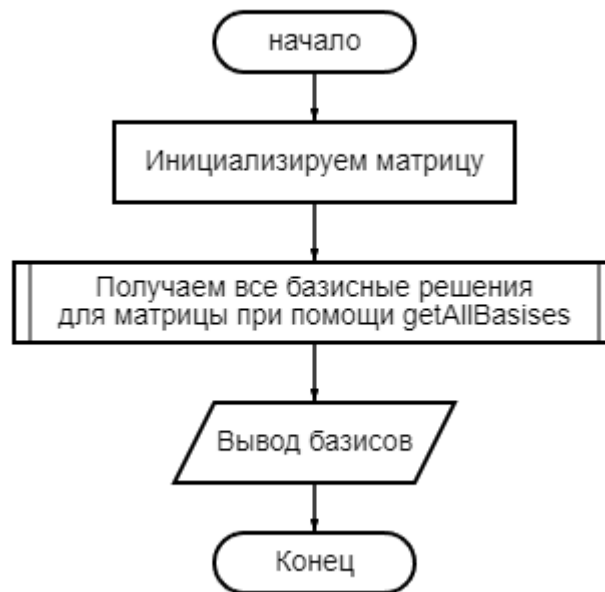 начало
Инициализируем матрицу
Получаем все базисные решения
для матрицы при помощи getAllBasises
Вывод базисов
Конец